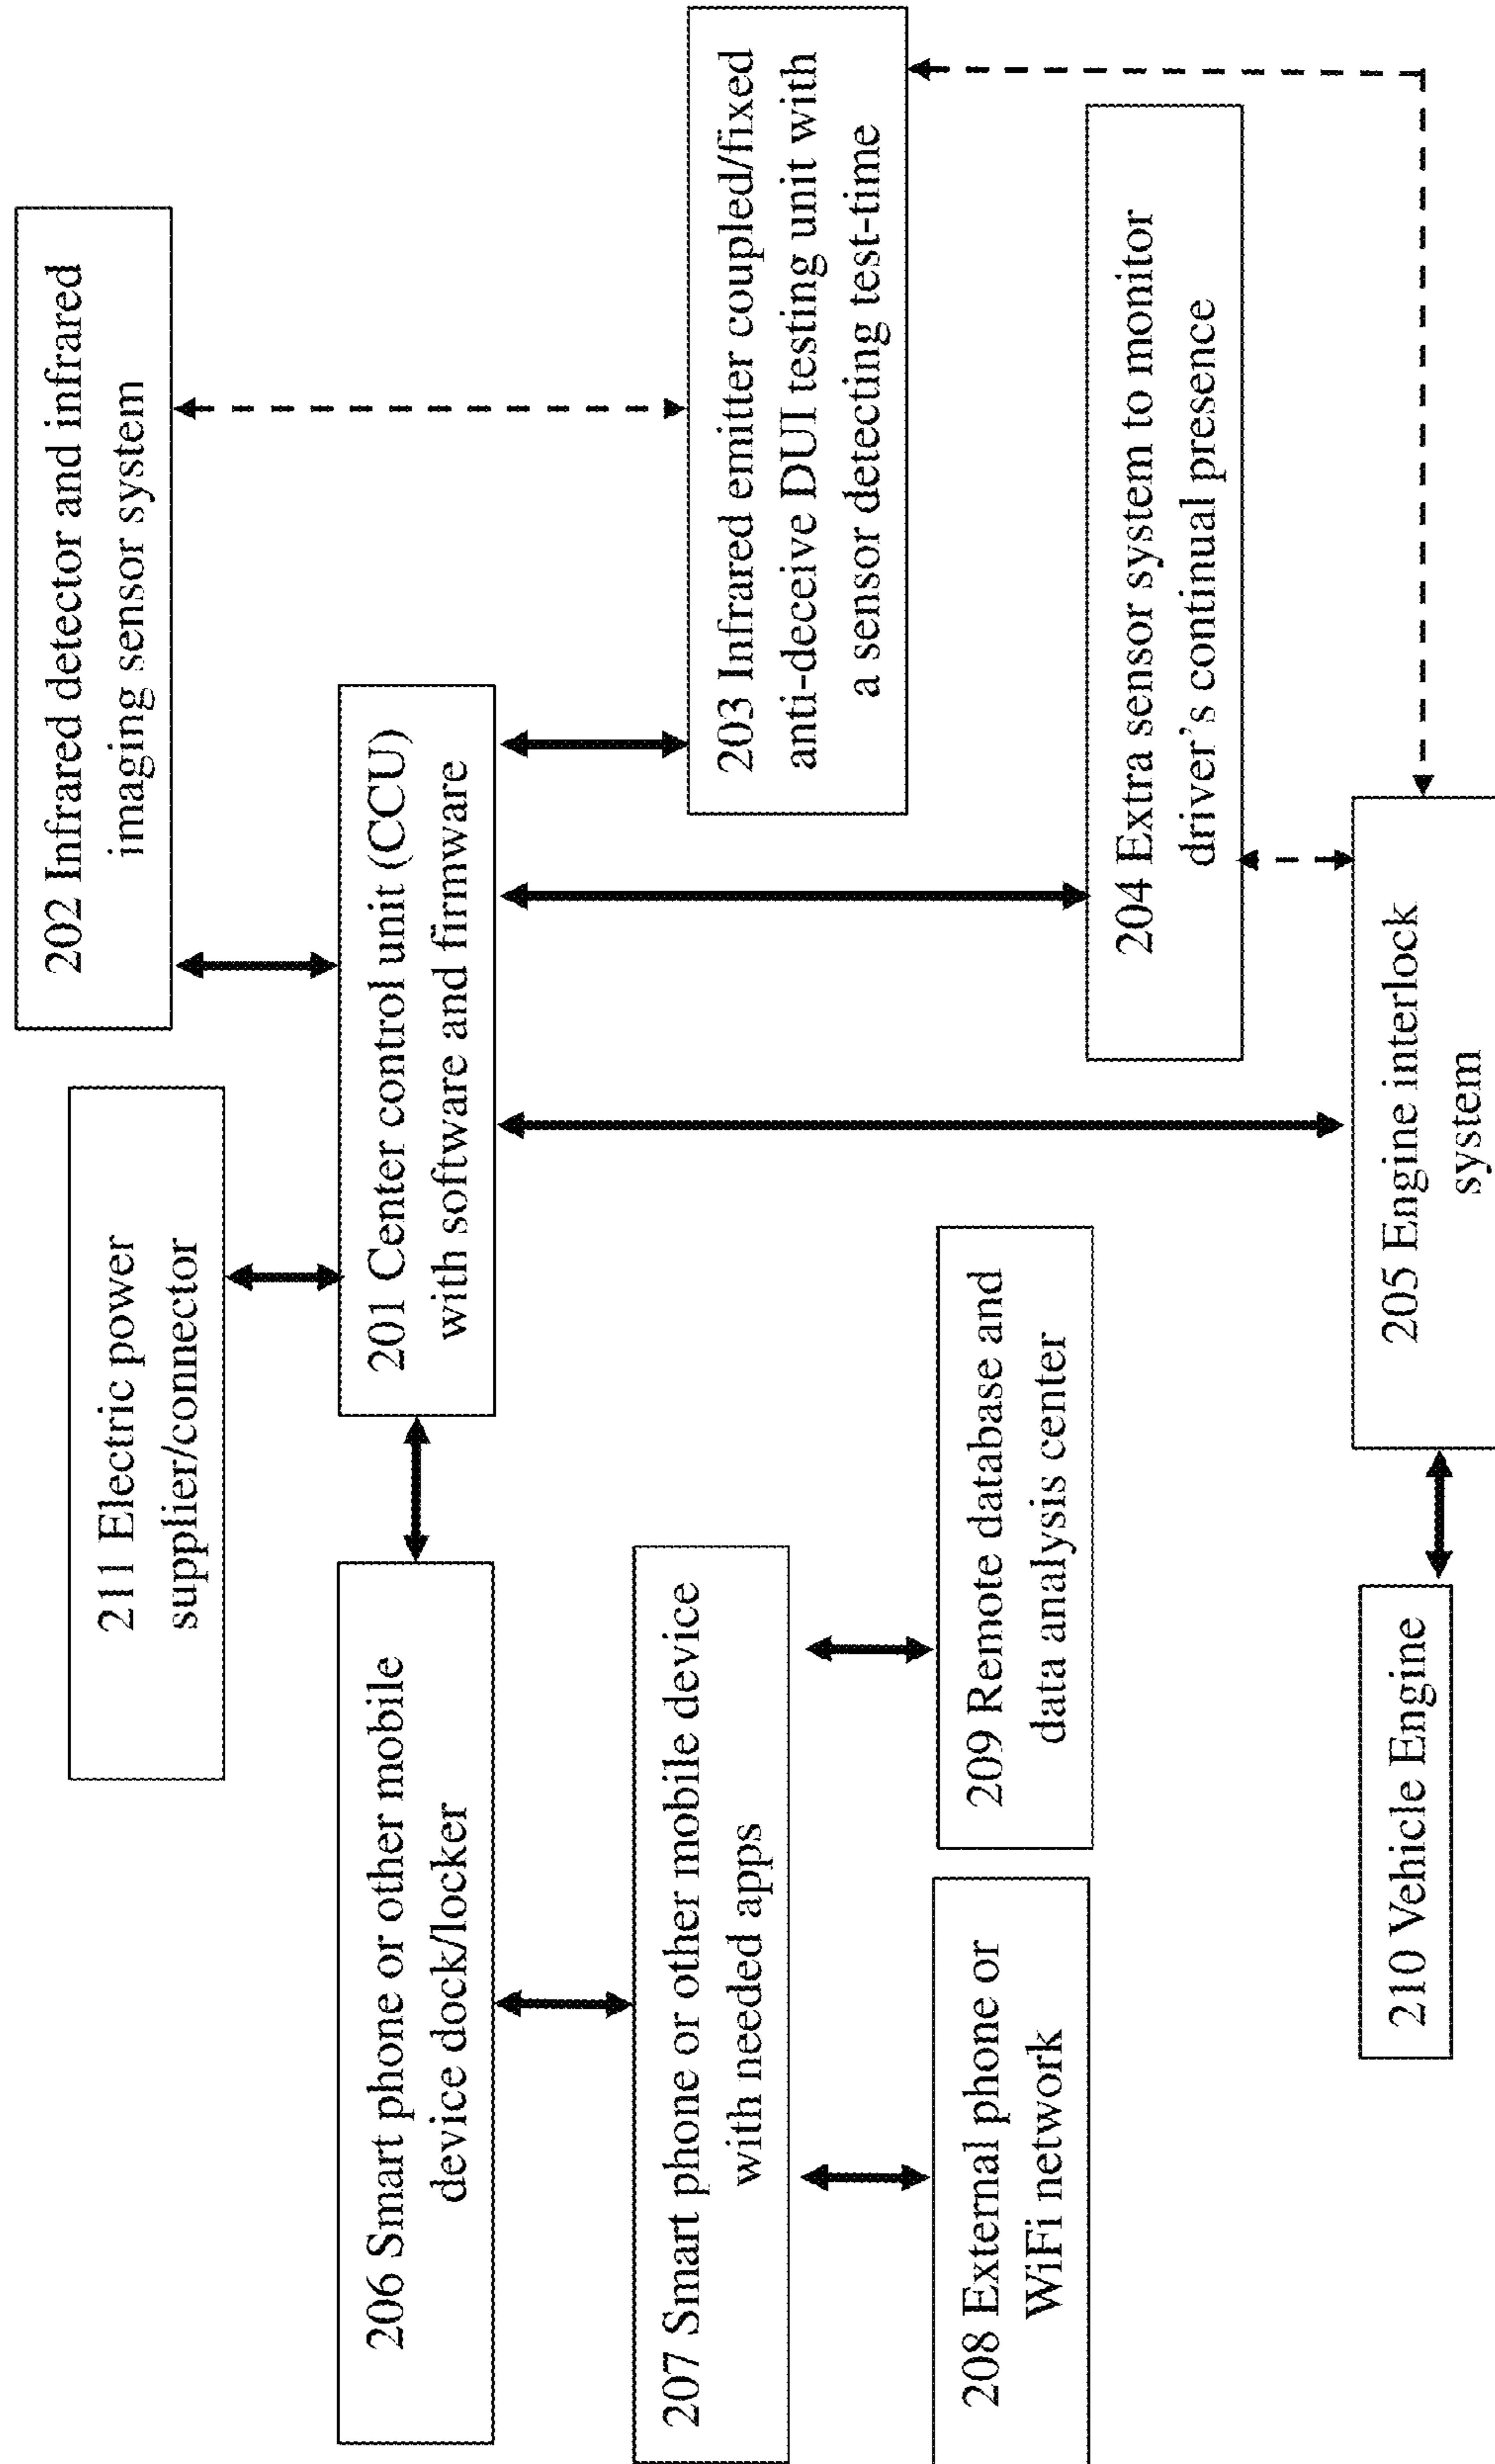 202 Infrared detector and infrared
imaging sensor system
211 Electric power
supplier/connector
201 Center control unit (CCU)
with software and firmware
206 Smart phone or other mobile
device dock/locker
203 Infrared emitter coupled/fixed
anti-deceive DUI testing unit with
a sensor detecting test-time
207 Smart phone or other mobile device
with needed apps
209 Remote database and
data analysis center
208 External phone or
WiFi network
204 Extra sensor system to monitor
driver's continual presence
205 Engine interlock
system
210 Vehicle Engine